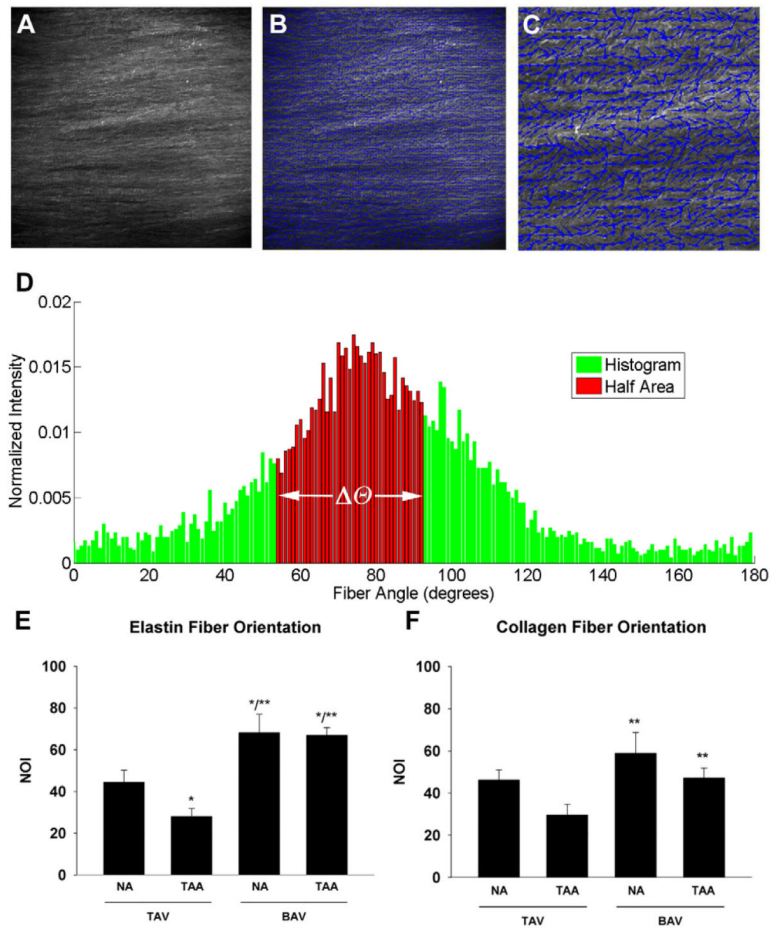 A
B
C
D
0.02
0.015
0.01
0.005
0
Normalized Intensity
Histogram
Half Area
ΔΘ
0 20 40 60 80 100 120 140 160 180
Fiber Angle (degrees)
E
Elastin Fiber Orientation
100
80
60
40
20
0
NOI
*
*/**
*/**
NA TAA NA TAA
TAV BAV
F
Collagen Fiber Orientation
100
80
60
40
20
0
NOI
**
**
NA TAA NA TAA
TAV BAV